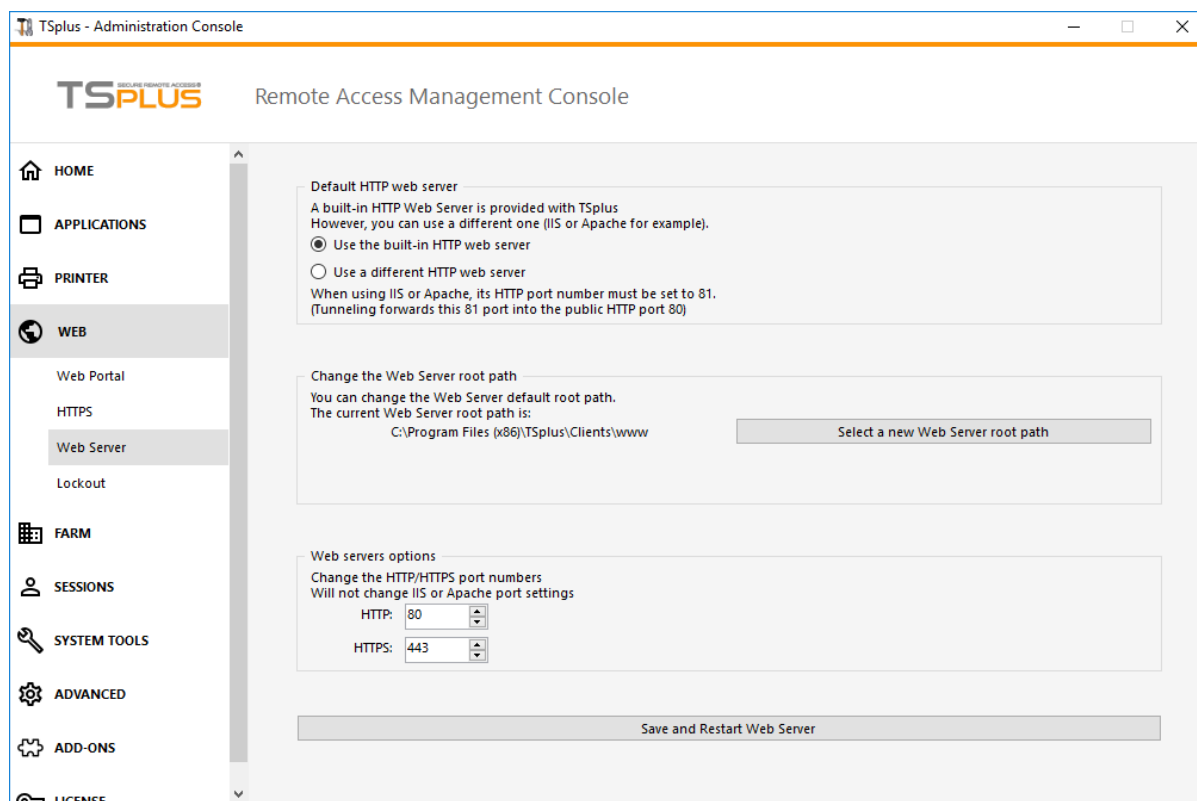 TSplus - Administration Console
SECURE REMOTE ACCESS®
TSPLUS
Remote Access Management Console
HOME
APPLICATIONS
PRINTER
WEB
Web Portal
HTTPS
Web Server
Lockout
FARM
SESSIONS
SYSTEM TOOLS
ADVANCED
ADD-ONS
LICENSE
Default HTTP web server
A built-in HTTP Web Server is provided with TSplus
However, you can use a different one (IIS or Apache for example).
Use the built-in HTTP web server
Use a different HTTP web server
When using IIS or Apache, its HTTP port number must be set to 81.
(Tunneling forwards this 81 port into the public HTTP port 80)
Change the Web Server root path
You can change the Web Server default root path.
The current Web Server root path is:
C:\Program Files (x86)\TSplus\Clients\www
Select a new Web Server root path
Web servers options
Change the HTTP/HTTPS port numbers
Will not change IIS or Apache port settings
HTTP: 80
HTTPS: 443
Save and Restart Web Server